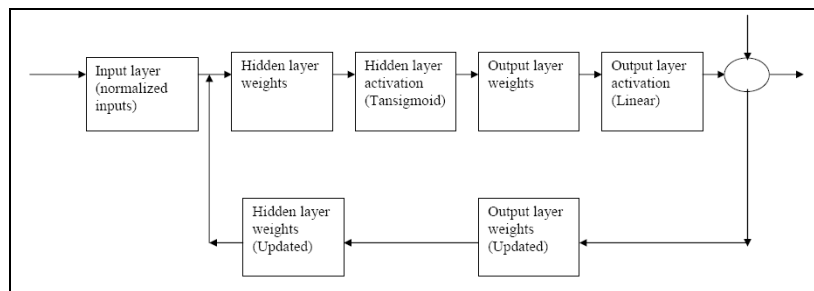 Input layer
(normalized
inputs)
Hidden layer
weights
Hidden layer
activation
(Tansigmoid)
Output layer
weights
Output layer
activation
(Linear)
Hidden layer
weights
(Updated)
Output layer
weights
(Updated)